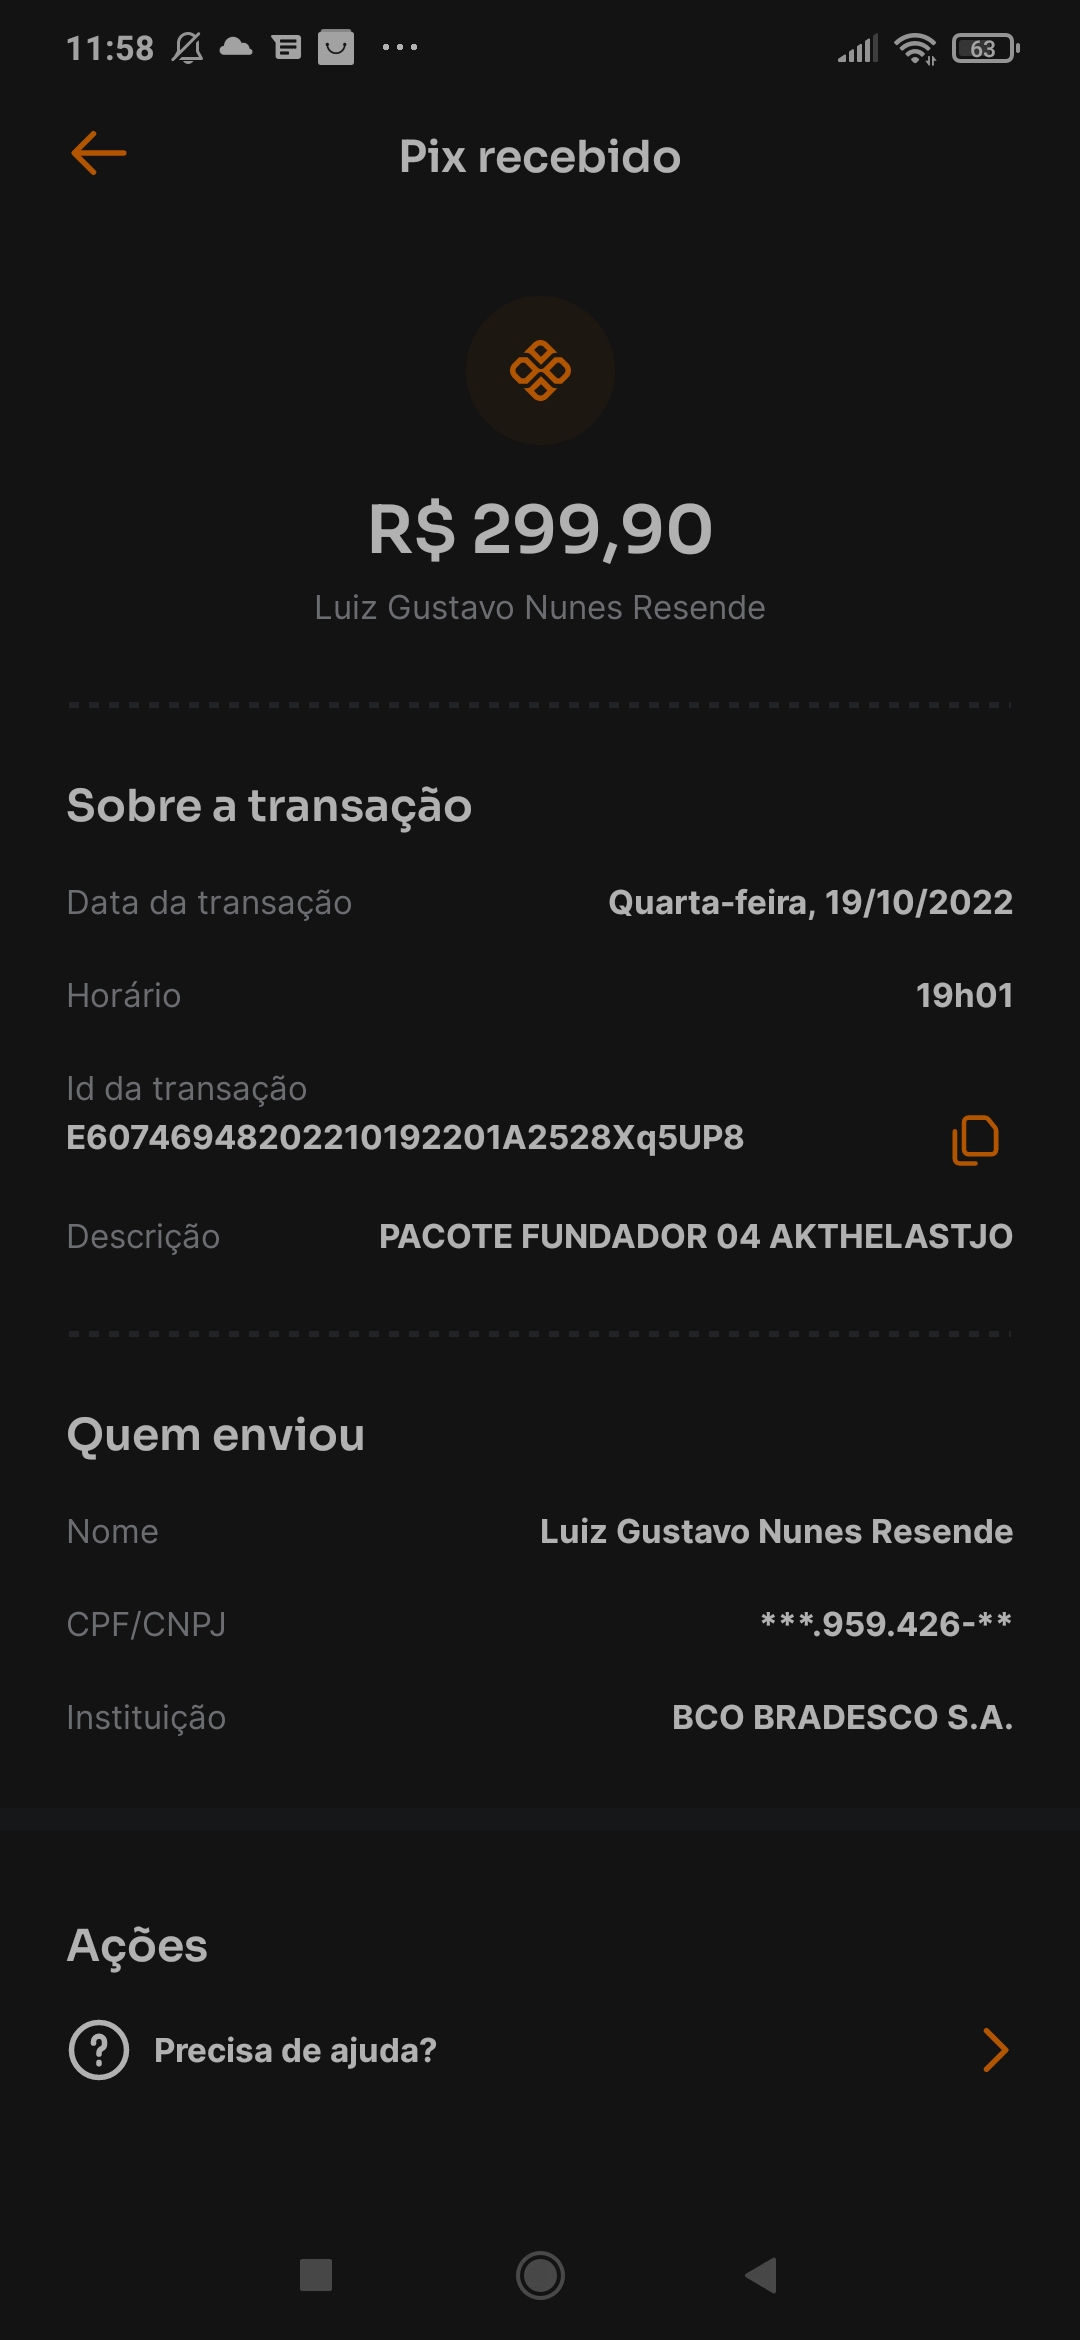 11:58
63
Pix recebido
R$ 299,90
Luiz Gustavo Nunes Resende
Sobre a transação
Data da transação Quarta-feira, 19/10/2022
Horário 19h01
Id da transação
E60746948202210192201A2528Xq5UP8
Descrição PACOTE FUNDADOR 04 AKTHELASTJO
Quem enviou
Nome Luiz Gustavo Nunes Resende
CPF/CNPJ ***.959.426-**
Instituição BCO BRADESCO S.A.
Ações
Precisa de ajuda?